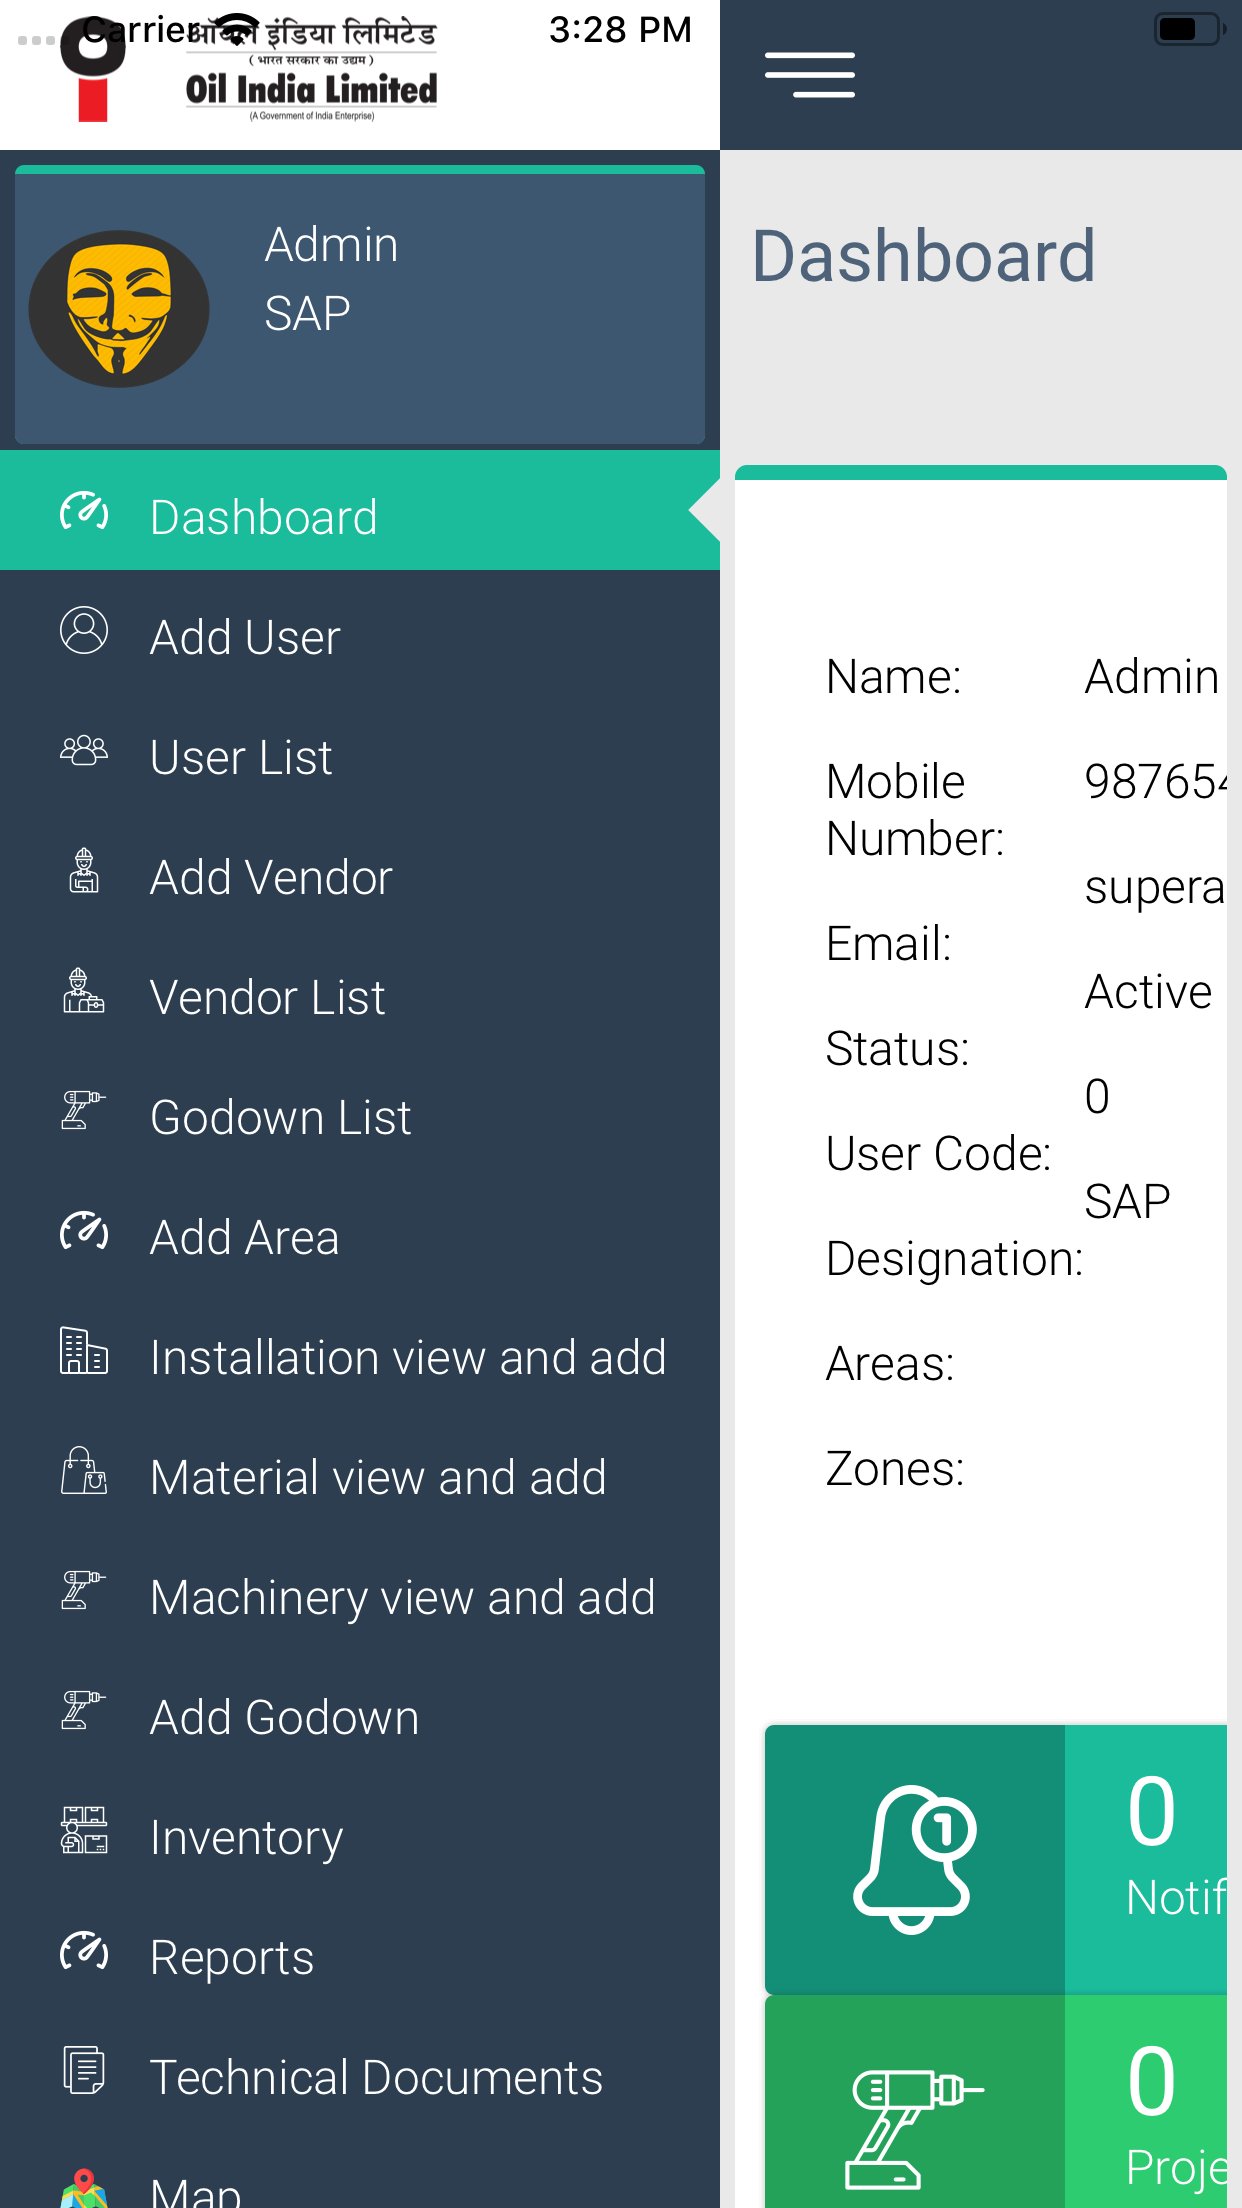 Carrier
3:28 PM
ऑयल इंडिया लिमिटेड
( भारत सरकार का उद्यम )
Oil India Limited
(A Government of India Enterprise)
Admin
SAP
Dashboard
Add User
User List
Add Vendor
Vendor List
Godown List
Add Area
Installation view and add
Material view and add
Machinery view and add
Add Godown
Inventory
Reports
Technical Documents
Map
Dashboard
Name: Admin
Mobile Number: 987654
Email: supera
Status: Active
User Code: 0
Designation: SAP
Areas:
Zones:
1
0
Notif
0
Proje